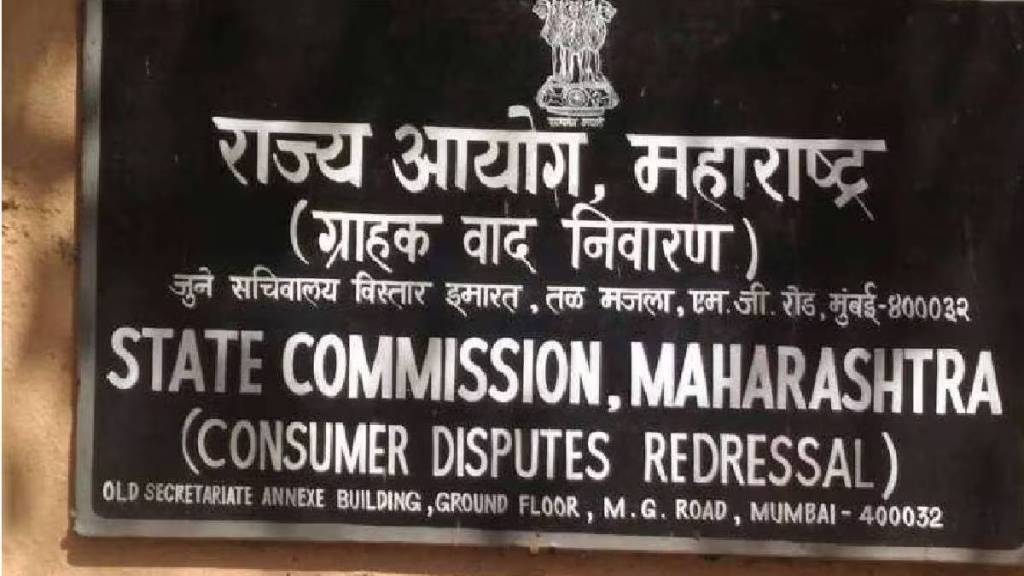 राज्य आयोग, महाराष्ट्र
(ग्राहक वाद निवारण)
जुने सचिवालय विस्तार इमारत, तळ मजला, एम.जी. रोड, मुंबई-४०००३२
STATE COMMISSION, MAHARASHTRA
(CONSUMER DISPUTES REDRESSAL)
OLD SECRETARIATE ANNEXE BUILDING, GROUND FLOOR, M.G. ROAD, MUMBAI - 400032